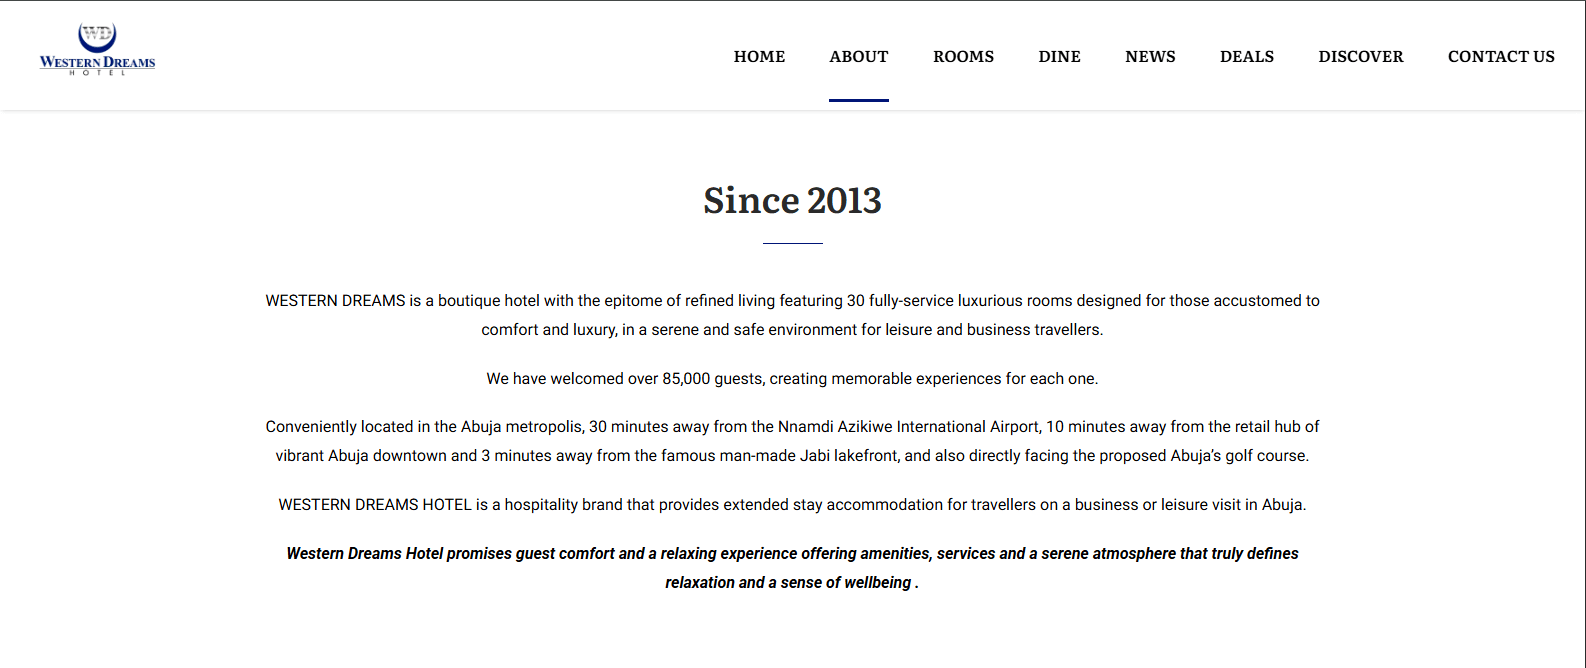 WD
WESTERN DREAMS
HOTEL
HOME ABOUT ROOMS DINE NEWS DEALS DISCOVER CONTACT US
Since 2013
WESTERN DREAMS is a boutique hotel with the epitome of refined living featuring 30 fully-service luxurious rooms designed for those accustomed to
comfort and luxury, in a serene and safe environment for leisure and business travellers.
We have welcomed over 85,000 guests, creating memorable experiences for each one.
Conveniently located in the Abuja metropolis, 30 minutes away from the Nnamdi Azikiwe International Airport, 10 minutes away from the retail hub of
vibrant Abuja downtown and 3 minutes away from the famous man-made Jabi lakefront, and also directly facing the proposed Abuja’s golf course.
WESTERN DREAMS HOTEL is a hospitality brand that provides extended stay accommodation for travellers on a business or leisure visit in Abuja.
Western Dreams Hotel promises guest comfort and a relaxing experience offering amenities, services and a serene atmosphere that truly defines
relaxation and a sense of wellbeing .